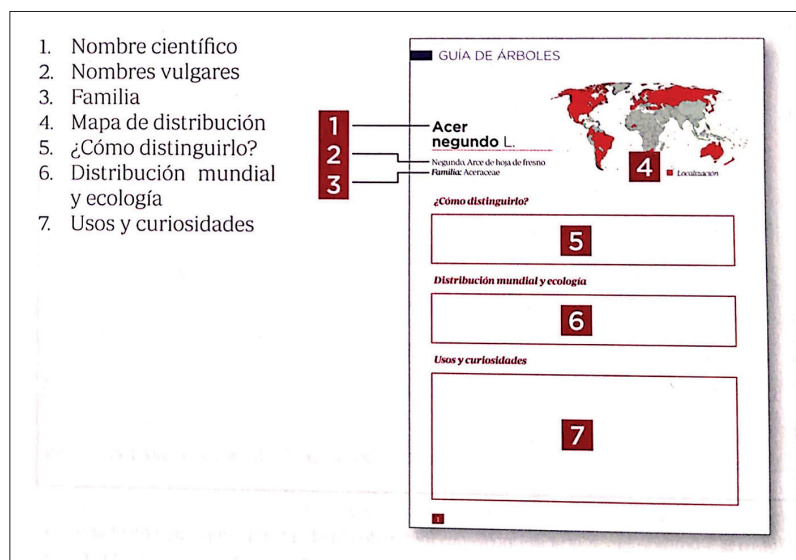 1. Nombre científico
2. Nombres vulgares
3. Familia
4. Mapa de distribución
5. ¿Cómo distinguirlo?
6. Distribución mundial
y ecología
7. Usos y curiosidades
1
2
3
GUÍA DE ÁRBOLES
Acer
negundo L.
Negundo, Arce de hoja de fresno
Familia: Aceraceae
4
Localización
¿Cómo distinguirlo?
5
Distribución mundial y ecología
6
Usos y curiosidades
7
1